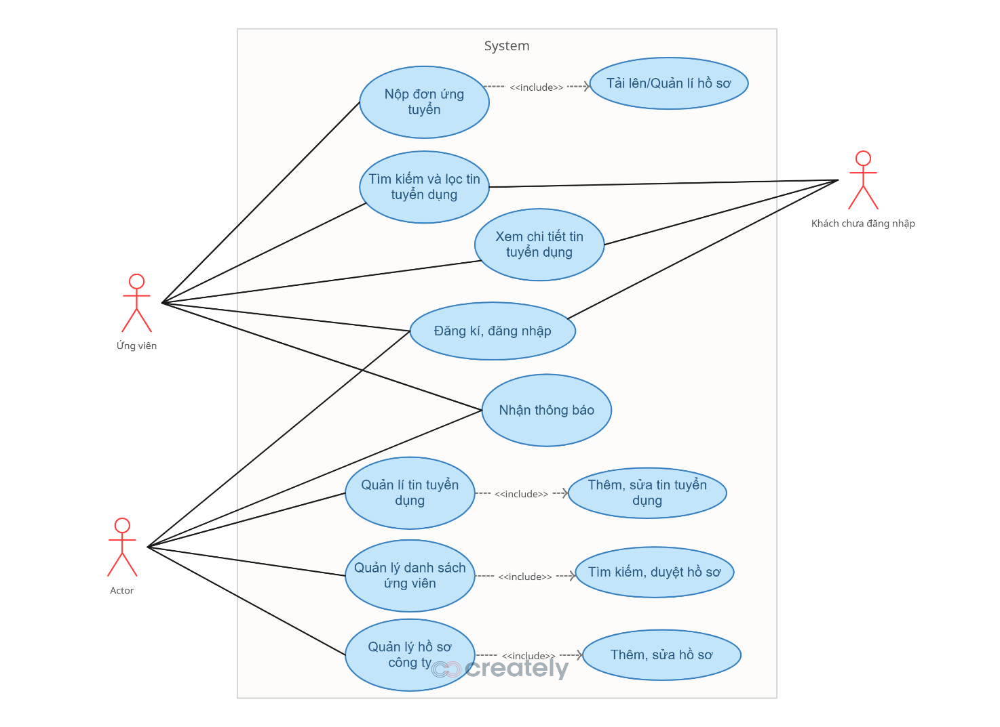 System
Nộp đơn ứng
tuyển
<<include>>
Tải lên/Quản lí hồ sơ
Tìm kiếm và lọc tin
tuyển dụng
Khách chưa đăng nhập
Xem chi tiết tin
tuyển dụng
Ứng viên
Đăng kí, đăng nhập
Nhận thông báo
Quản lí tin tuyển
dụng
<<include>>
Thêm, sửa tin tuyển
dụng
Actor
Quản lý danh sách
ứng viên
<<include>>
Tìm kiếm, duyệt hồ sơ
Quản lý hồ sơ
công ty
<<include>>
Thêm, sửa hồ sơ
creately